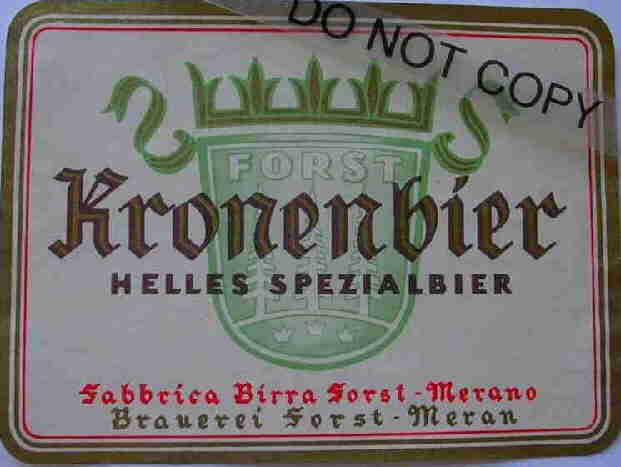 DO NOT COPY
FORST
Kronenbier
HELLES SPEZIALBIER
Fabbrica Birra Forst-Merano
Brauerei Forst-Meran